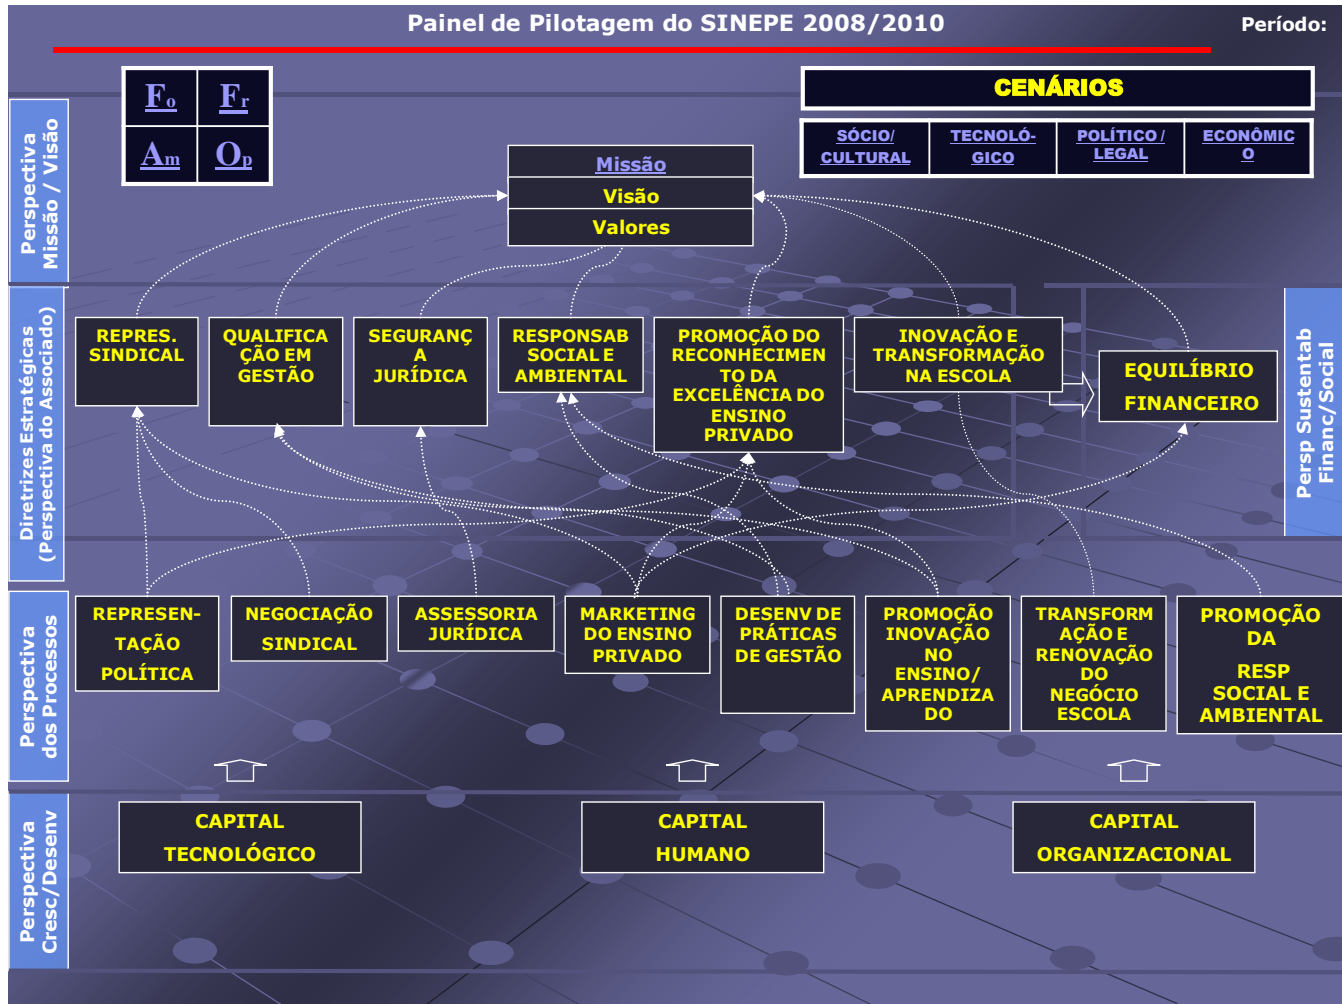 Painel de Pilotagem do SINEPE 2008/2010
Período:
Fo
Fr
Am
Op
CENÁRIOS
SÓCIO/
CULTURAL
TECNOLÓ-
GICO
POLÍTICO /
LEGAL
ECONÔMIC
O
Perspectiva
Missão / Visão
Missão
Visão
Valores
Diretrizes Estratégicas
(Perspectiva do Associado)
REPRES.
SINDICAL
QUALIFICA
ÇÃO EM
GESTÃO
SEGURANÇ
A
JURÍDICA
RESPONSAB
SOCIAL E
AMBIENTAL
PROMOÇÃO DO
RECONHECIMEN
TO DA
EXCELÊNCIA DO
ENSINO
PRIVADO
INOVAÇÃO E
TRANSFORMAÇÃO
NA ESCOLA
EQUILÍBRIO
FINANCEIRO
Persp Sustentab
Financ/Social
Perspectiva
dos Processos
REPRESEN-
TAÇÃO
POLÍTICA
NEGOCIAÇÃO
SINDICAL
ASSESSORIA
JURÍDICA
MARKETING
DO ENSINO
PRIVADO
DESENV DE
PRÁTICAS
DE GESTÃO
PROMOÇÃO
INOVAÇÃO
NO
ENSINO/
APRENDIZA
DO
TRANSFORM
AÇÃO E
RENOVAÇÃO
DO
NEGÓCIO
ESCOLA
PROMOÇÃO
DA
RESP
SOCIAL E
AMBIENTAL
Perspectiva
Cresc/Desenv
CAPITAL
TECNOLÓGICO
CAPITAL
HUMANO
CAPITAL
ORGANIZACIONAL